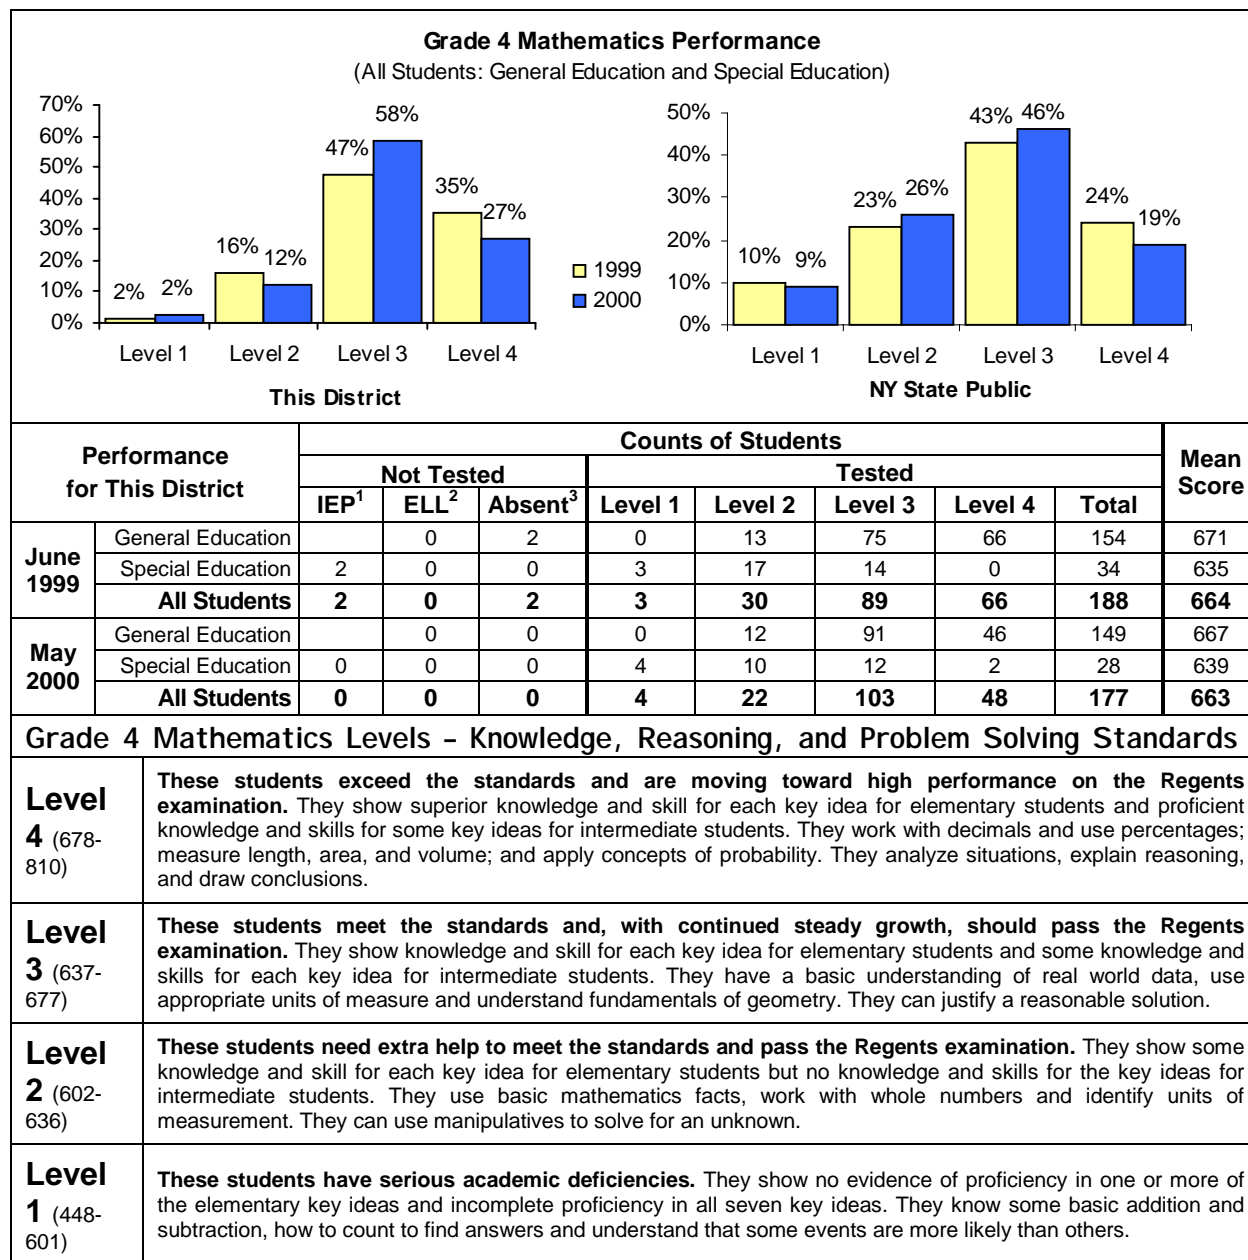 Grade 4 Mathematics Performance
(All Students: General Education and Special Education)
70%
60%
50%
40%
30%
20%
10%
0%
2% 2%
16% 12%
47% 58%
35% 27%
Level 1 Level 2 Level 3 Level 4
This District
1999
2000
50%
40%
30%
20%
10%
0%
10% 9%
23% 26%
43% 46%
24% 19%
Level 1 Level 2 Level 3 Level 4
NY State Public
Performance
for This District
Counts of Students
Mean
Score
Not Tested Tested
IEP1 ELL2 Absent3 Level 1 Level 2 Level 3 Level 4 Total
June
1999
General Education 0 2 0 13 75 66 154 671
Special Education 2 0 0 3 17 14 0 34 635
All Students 2 0 2 3 30 89 66 188 664
May
2000
General Education 0 0 0 12 91 46 149 667
Special Education 0 0 0 4 10 12 2 28 639
All Students 0 0 0 4 22 103 48 177 663
Grade 4 Mathematics Levels – Knowledge, Reasoning, and Problem Solving Standards
Level
4 (678-
810)
These students exceed the standards and are moving toward high performance on the Regents
examination. They show superior knowledge and skill for each key idea for elementary students and proficient
knowledge and skills for some key ideas for intermediate students. They work with decimals and use percentages;
measure length, area, and volume; and apply concepts of probability. They analyze situations, explain reasoning,
and draw conclusions.
Level
3 (637-
677)
These students meet the standards and, with continued steady growth, should pass the Regents
examination. They show knowledge and skill for each key idea for elementary students and some knowledge and
skills for each key idea for intermediate students. They have a basic understanding of real world data, use
appropriate units of measure and understand fundamentals of geometry. They can justify a reasonable solution.
Level
2 (602-
636)
These students need extra help to meet the standards and pass the Regents examination. They show some
knowledge and skill for each key idea for elementary students but no knowledge and skills for the key ideas for
intermediate students. They use basic mathematics facts, work with whole numbers and identify units of
measurement. They can use manipulatives to solve for an unknown.
Level
1 (448-
601)
These students have serious academic deficiencies. They show no evidence of proficiency in one or more of
the elementary key ideas and incomplete proficiency in all seven key ideas. They know some basic addition and
subtraction, how to count to find answers and understand that some events are more likely than others.